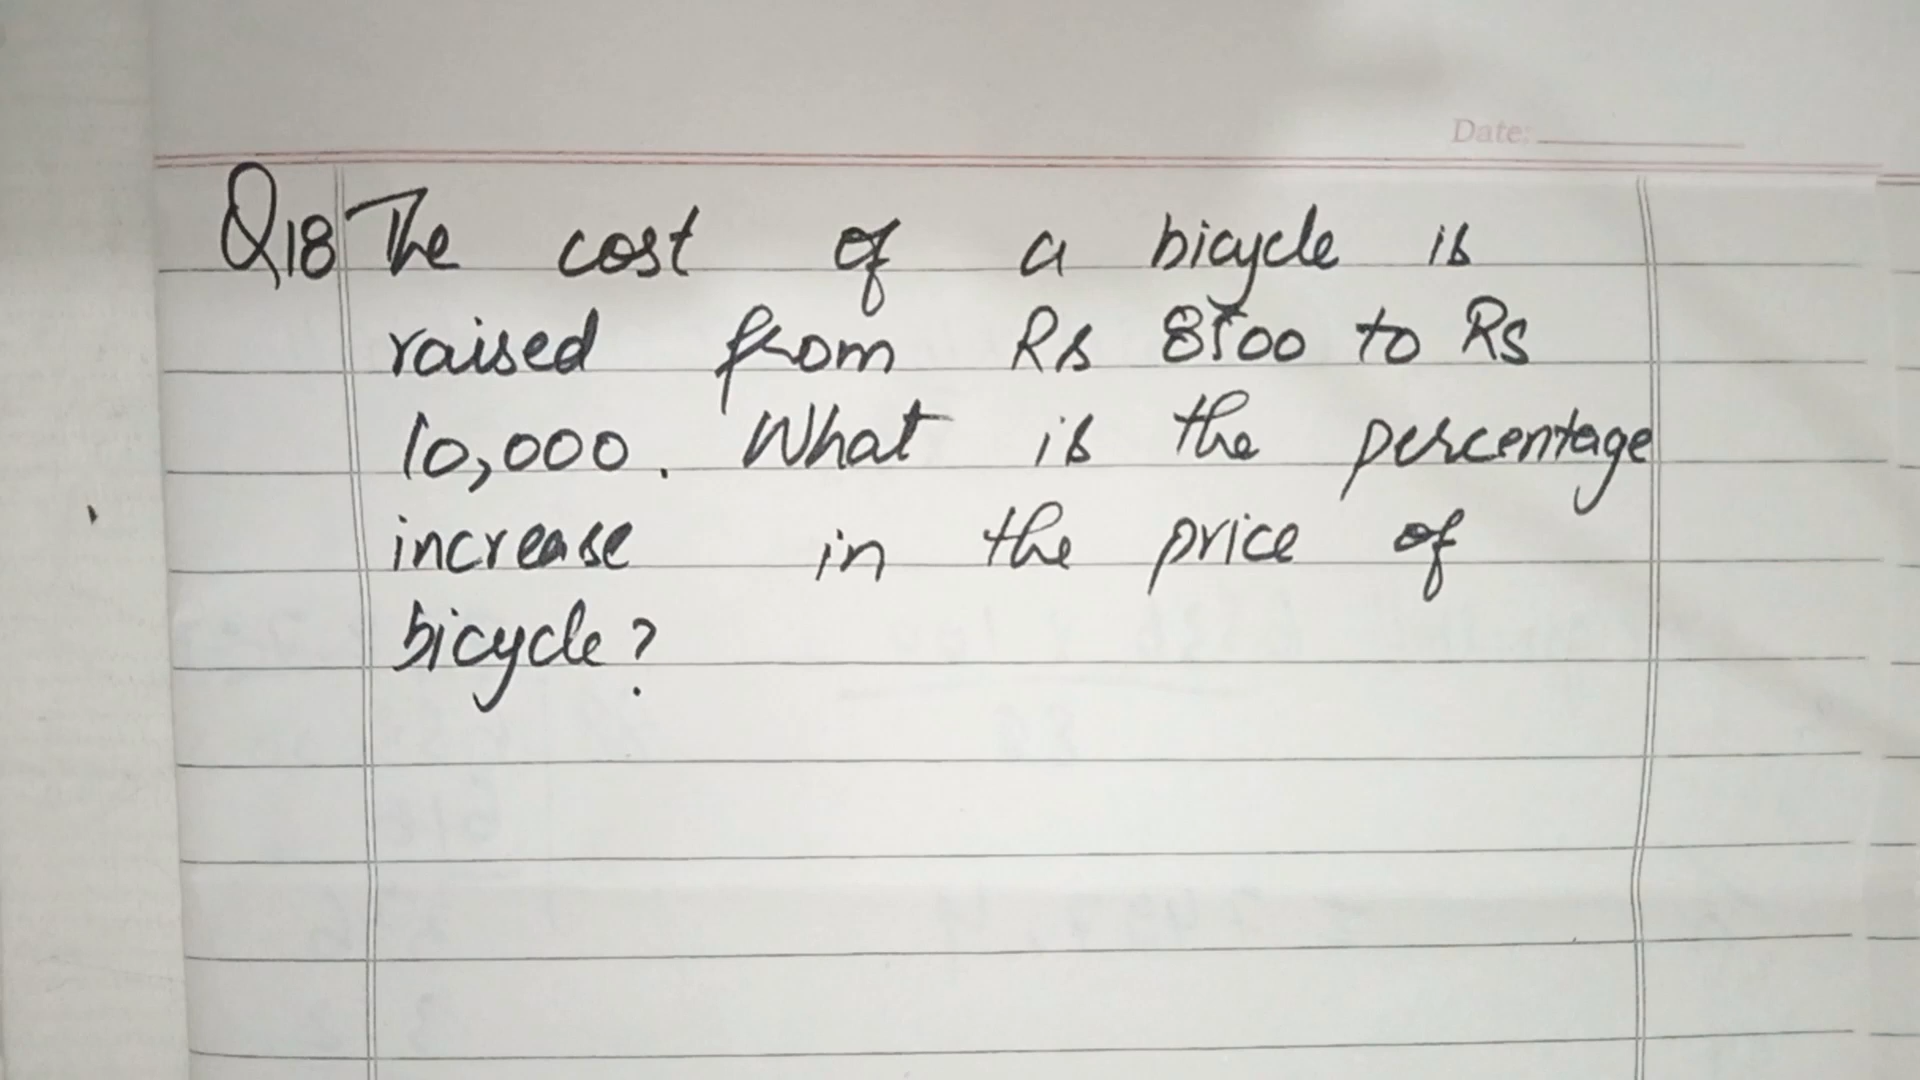 Date:
Q18 The cost of a bicycle is
raised from Rs 8500 to Rs
10,000. What is the percentage
increase in the price of
bicycle?